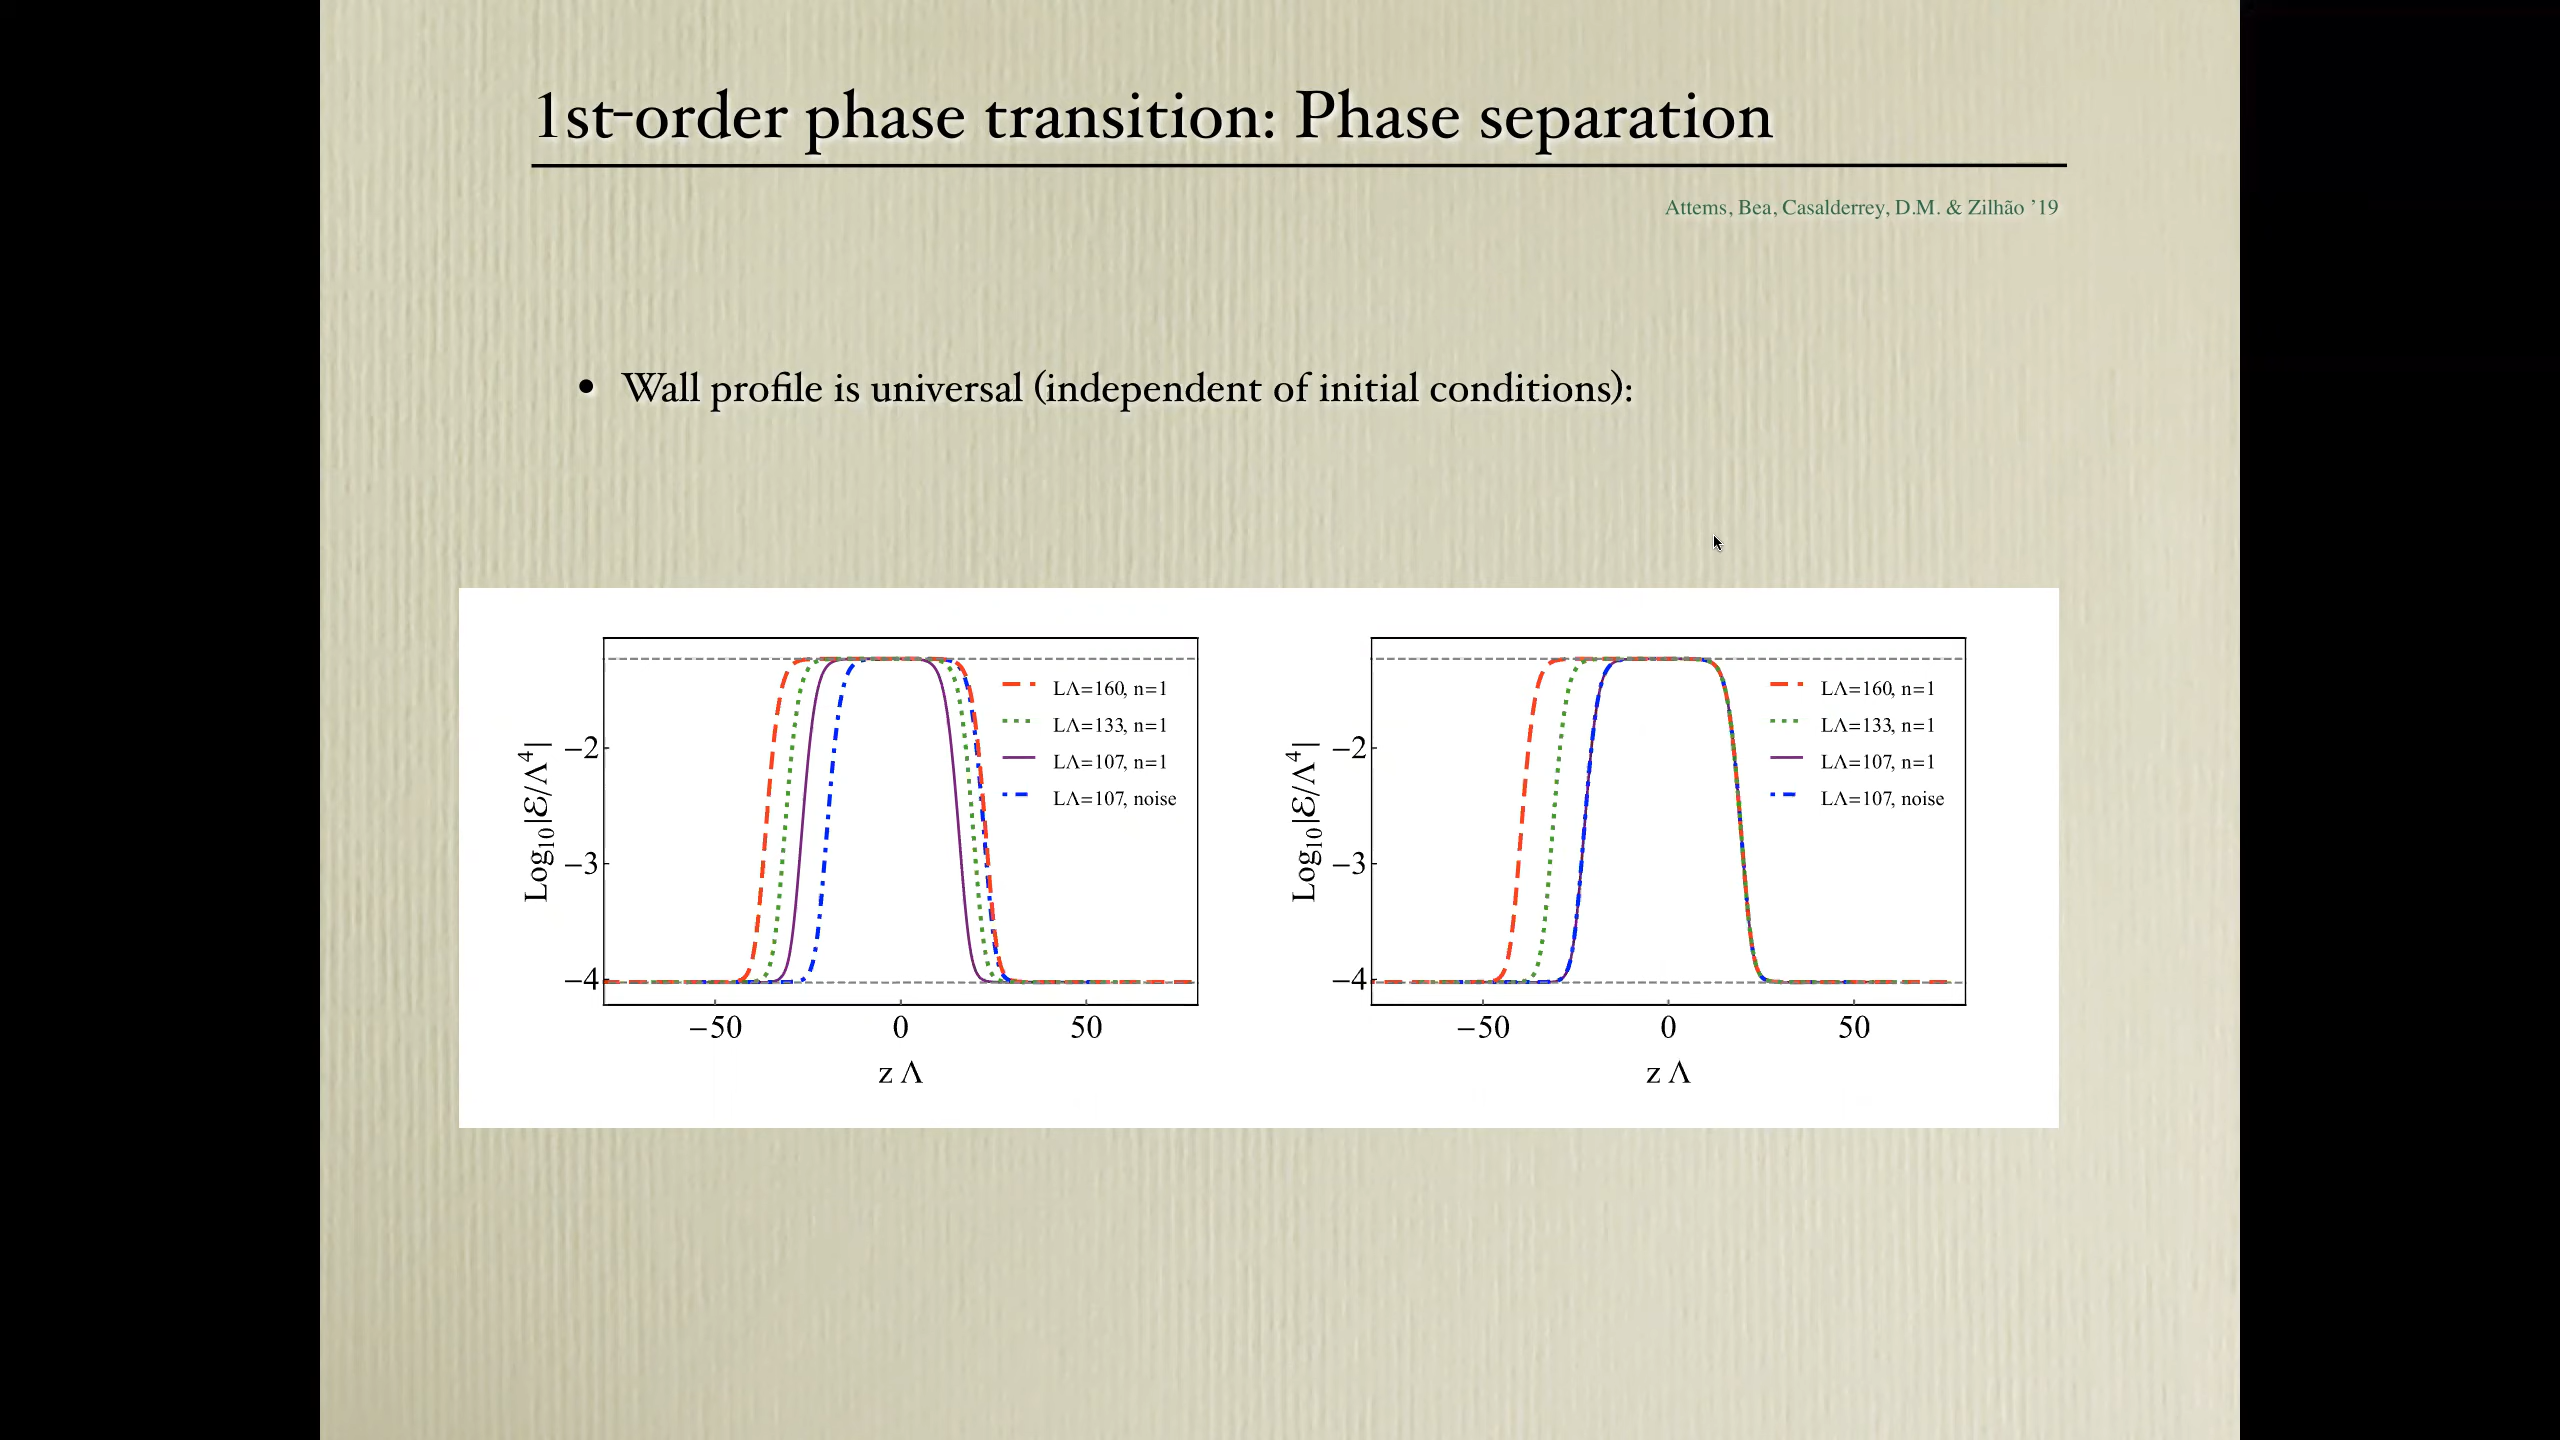 1st-order phase transition: Phase separation
Attems, Bea, Casalderrey, D.M. & Zilhão ’19
• Wall profile is universal (independent of initial conditions):
Log₁₀|ℰ/Λ⁴|
−2
−3
−4
LΛ=160, n=1
LΛ=133, n=1
LΛ=107, n=1
LΛ=107, noise
−50 0 50
z Λ
Log₁₀|ℰ/Λ⁴|
−2
−3
−4
LΛ=160, n=1
LΛ=133, n=1
LΛ=107, n=1
LΛ=107, noise
−50 0 50
z Λ